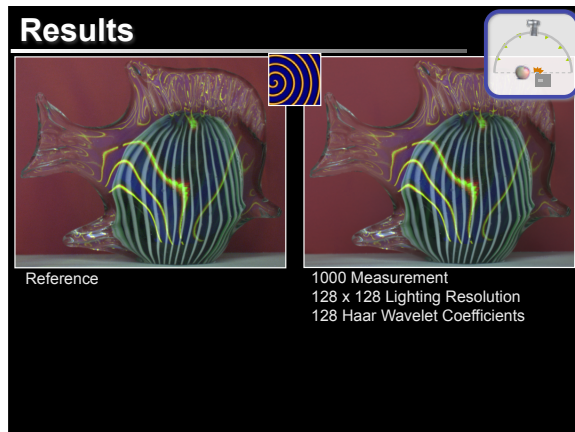 Results
Reference
1000 Measurement
128 x 128 Lighting Resolution
128 Haar Wavelet Coefficients